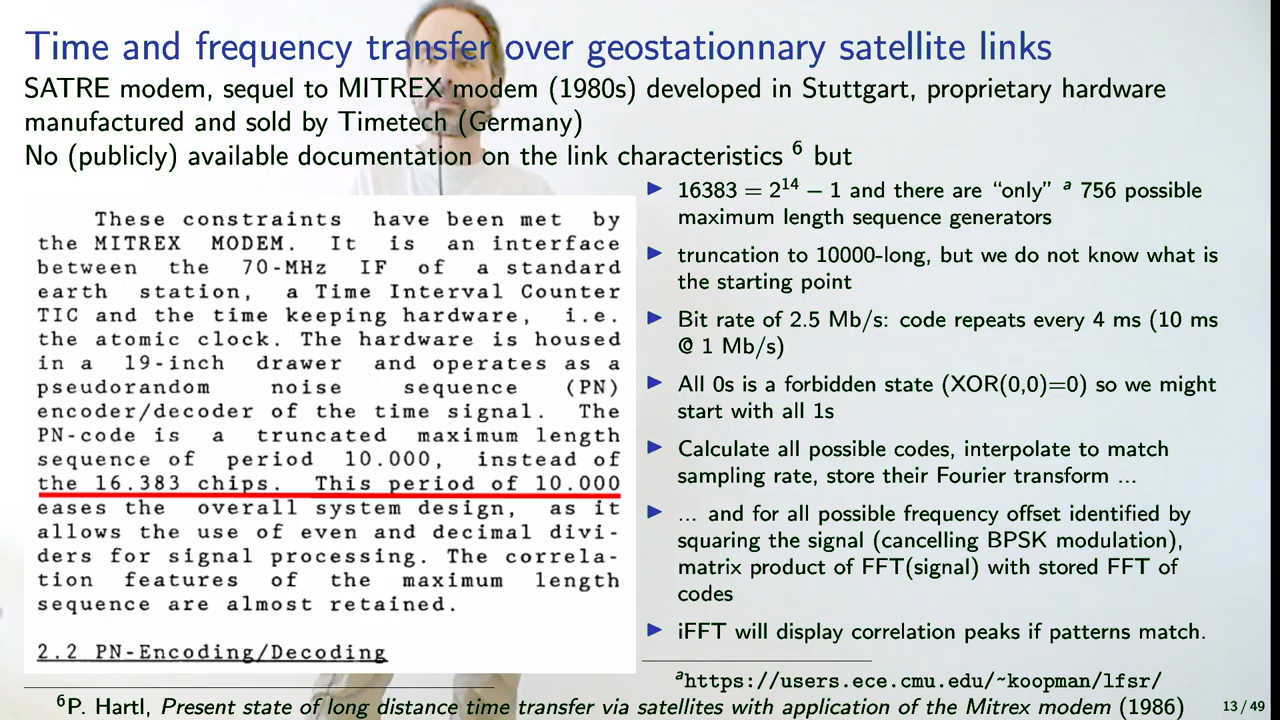 Time and frequency transfer over geostationnary satellite links
SATRE modem, sequel to MITREX modem (1980s) developed in Stuttgart, proprietary hardware
manufactured and sold by Timetech (Germany)
No (publicly) available documentation on the link characteristics ⁶ but
These constraints have been met by
the MITREX MODEM. It is an interface
between the 70-MHz IF of a standard
earth station, a Time Interval Counter
TIC and the time keeping hardware, i.e.
the atomic clock. The hardware is housed
in a 19-inch drawer and operates as a
pseudorandom noise sequence (PN)
encoder/decoder of the time signal. The
PN-code is a truncated maximum length
sequence of period 10.000, instead of
the 16.383 chips. This period of 10.000
eases the overall system design, as it
allows the use of even and decimal divi-
ders for signal processing. The correla-
tion features of the maximum length
sequence are almost retained.
2.2 PN-Encoding/Decoding
▶ 16383 = 2¹⁴ − 1 and there are “only” ᵃ 756 possible
maximum length sequence generators
▶ truncation to 10000-long, but we do not know what is
the starting point
▶ Bit rate of 2.5 Mb/s: code repeats every 4 ms (10 ms
@ 1 Mb/s)
▶ All 0s is a forbidden state (XOR(0,0)=0) so we might
start with all 1s
▶ Calculate all possible codes, interpolate to match
sampling rate, store their Fourier transform ...
▶ ... and for all possible frequency offset identified by
squaring the signal (cancelling BPSK modulation),
matrix product of FFT(signal) with stored FFT of
codes
▶ iFFT will display correlation peaks if patterns match.
ᵃhttps://users.ece.cmu.edu/~koopman/lfsr/
⁶P. Hartl, Present state of long distance time transfer via satellites with application of the Mitrex modem (1986)
13 / 49